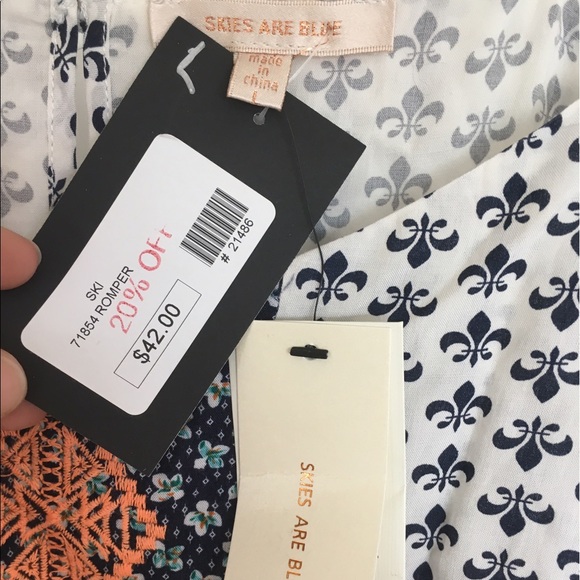 SKIES ARE BLUE
made
in
china
L
L
SKI
71854 ROMPER
20% OFF
$42.00
# 21486
SKIES ARE BL